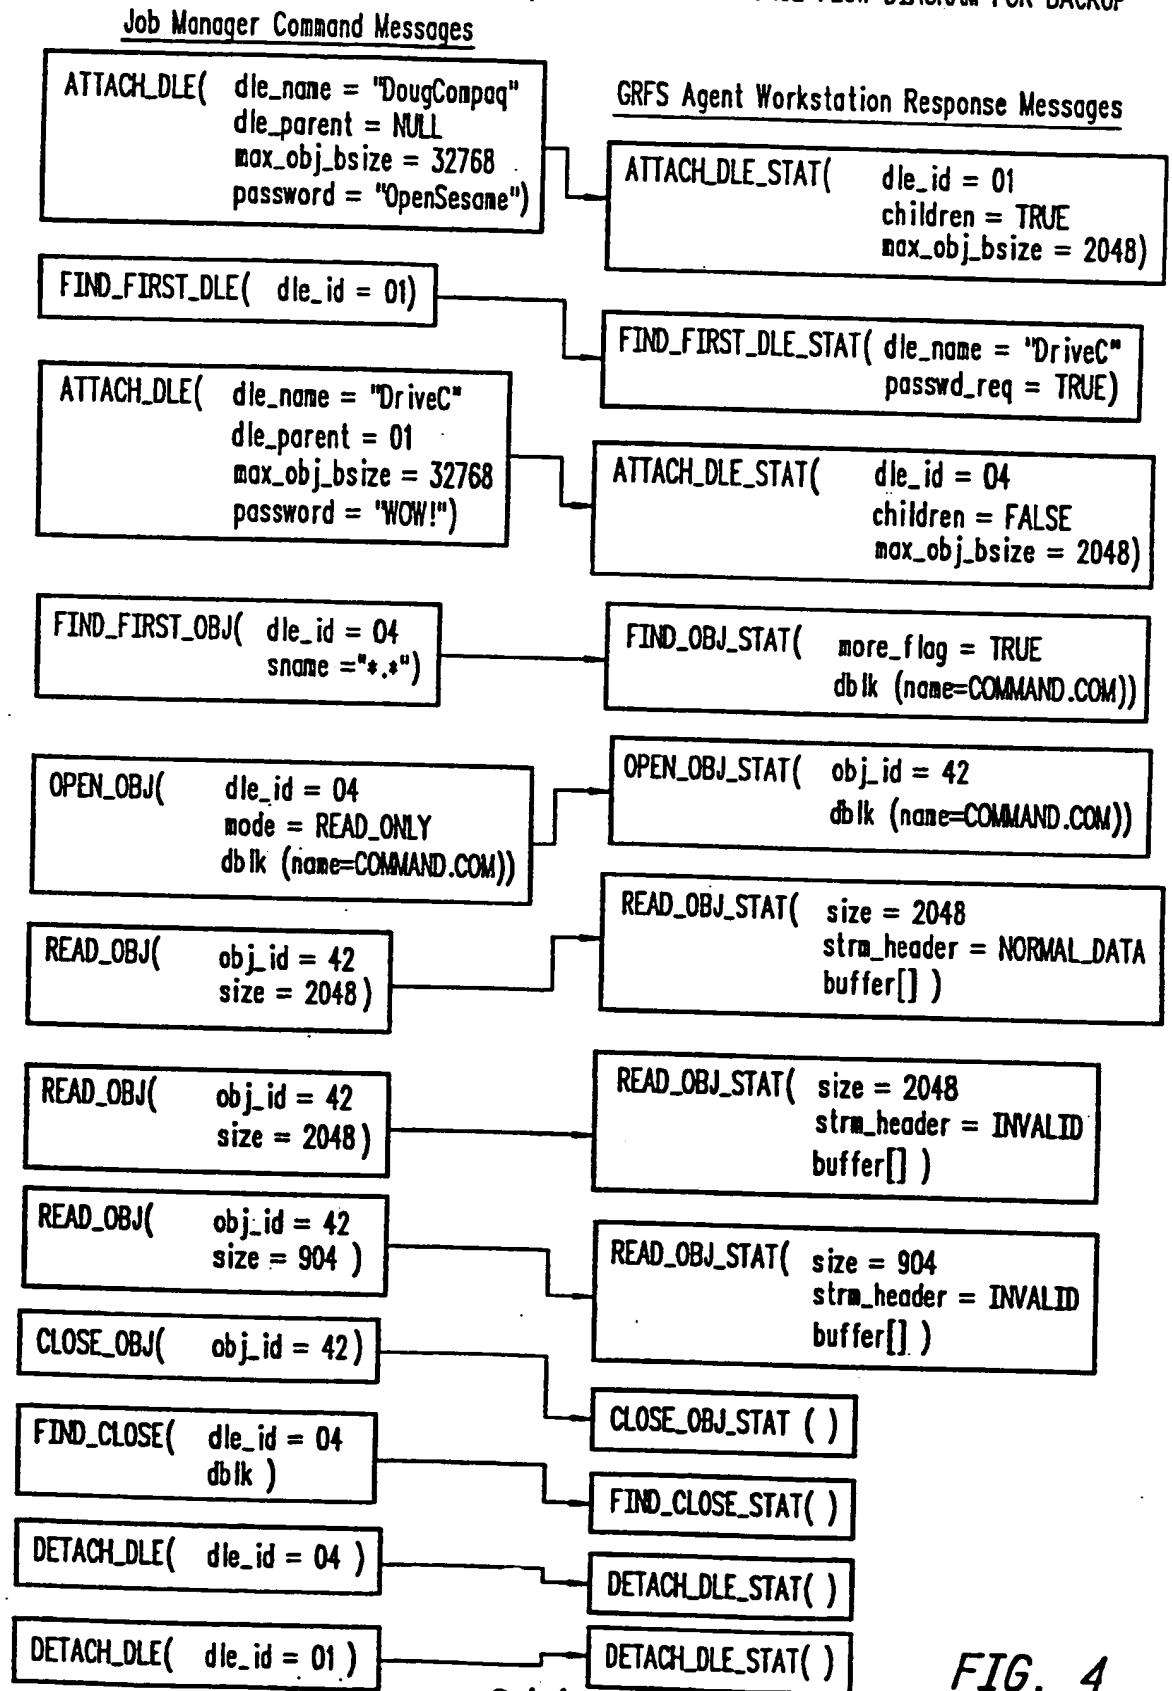 FLOW DIAGRAM FOR BACKUP
Job Manager Command Messages
ATTACH_DLE( dle_name = "DougCompaq"
dle_parent = NULL
max_obj_bsize = 32768
password = "OpenSesame")
GRFS Agent Workstation Response Messages
ATTACH_DLE_STAT( dle_id = 01
children = TRUE
max_obj_bsize = 2048)
FIND_FIRST_DLE( dle_id = 01)
FIND_FIRST_DLE_STAT( dle_name = "DriveC"
passwd_req = TRUE)
ATTACH_DLE( dle_name = "DriveC"
dle_parent = 01
max_obj_bsize = 32768
password = "WOW!")
ATTACH_DLE_STAT( dle_id = 04
children = FALSE
max_obj_bsize = 2048)
FIND_FIRST_OBJ( dle_id = 04
sname ="*.*")
FIND_OBJ_STAT( more_flag = TRUE
dblk (name=COMMAND.COM))
OPEN_OBJ( dle_id = 04
mode = READ_ONLY
dblk (name=COMMAND.COM))
OPEN_OBJ_STAT( obj_id = 42
dblk (name=COMMAND.COM))
READ_OBJ( obj_id = 42
size = 2048)
READ_OBJ_STAT( size = 2048
strm_header = NORMAL_DATA
buffer[] )
READ_OBJ( obj_id = 42
size = 2048)
READ_OBJ_STAT( size = 2048
strm_header = INVALID
buffer[] )
READ_OBJ( obj_id = 42
size = 904 )
READ_OBJ_STAT( size = 904
strm_header = INVALID
buffer[] )
CLOSE_OBJ( obj_id = 42)
CLOSE_OBJ_STAT ( )
FIND_CLOSE( dle_id = 04
dblk )
FIND_CLOSE_STAT( )
DETACH_DLE( dle_id = 04 )
DETACH_DLE_STAT( )
DETACH_DLE( dle_id = 01 )
DETACH_DLE_STAT( )
FIG. 4